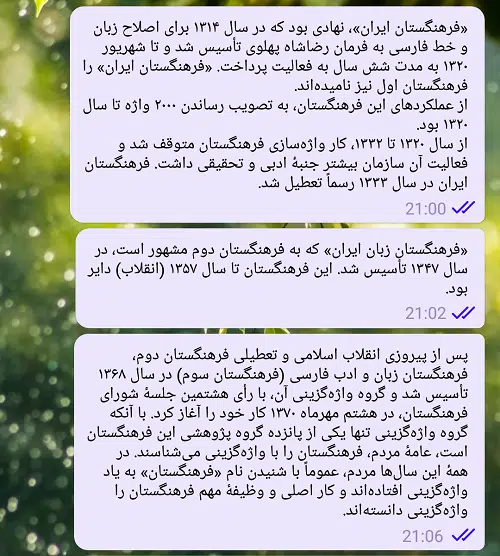 «فرهنگستان ایران»، نهادی بود که در سال ۱۳۱۴ برای اصلاح زبان
و خط فارسی به فرمان رضاشاه پهلوی تأسیس شد و تا شهریور
۱۳۲۰ به مدت شش سال به فعالیت پرداخت. «فرهنگستان ایران» را
فرهنگستان اول نیز نامیده‌اند.
از عملکردهای این فرهنگستان، به تصویب رساندن ۲۰۰۰ واژه تا سال
۱۳۲۰ بود.
از سال ۱۳۲۰ تا ۱۳۳۲، کار واژه‌سازی فرهنگستان متوقف شد و
فعالیت آن سازمان بیشتر جنبهٔ ادبی و تحقیقی داشت. فرهنگستان
ایران در سال ۱۳۳۳ رسماً تعطیل شد.
21:00
«فرهنگستان زبان ایران» که به فرهنگستان دوم مشهور است، در
سال ۱۳۴۷ تأسیس شد. این فرهنگستان تا سال ۱۳۵۷ (انقلاب) دایر
بود.
21:02
پس از پیروزی انقلاب اسلامی و تعطیلی فرهنگستان دوم،
فرهنگستان زبان و ادب فارسی (فرهنگستان سوم) در سال ۱۳۶۸
تأسیس شد و گروه واژه‌گزینی آن، با رأی هشتمین جلسهٔ شورای
فرهنگستان، در هشتم مهرماه ۱۳۷۰ کار خود را آغاز کرد. با آنکه
گروه واژه‌گزینی تنها یکی از پانزده گروه پژوهشی این فرهنگستان
است، عامهٔ مردم، فرهنگستان را با واژه‌گزینی می‌شناسند. در
همهٔ این سال‌ها مردم، عموماً با شنیدن نام «فرهنگستان» به یاد
واژه‌گزینی افتاده‌اند و کار اصلی و وظیفهٔ مهم فرهنگستان را
واژه‌گزینی دانسته‌اند.
21:06